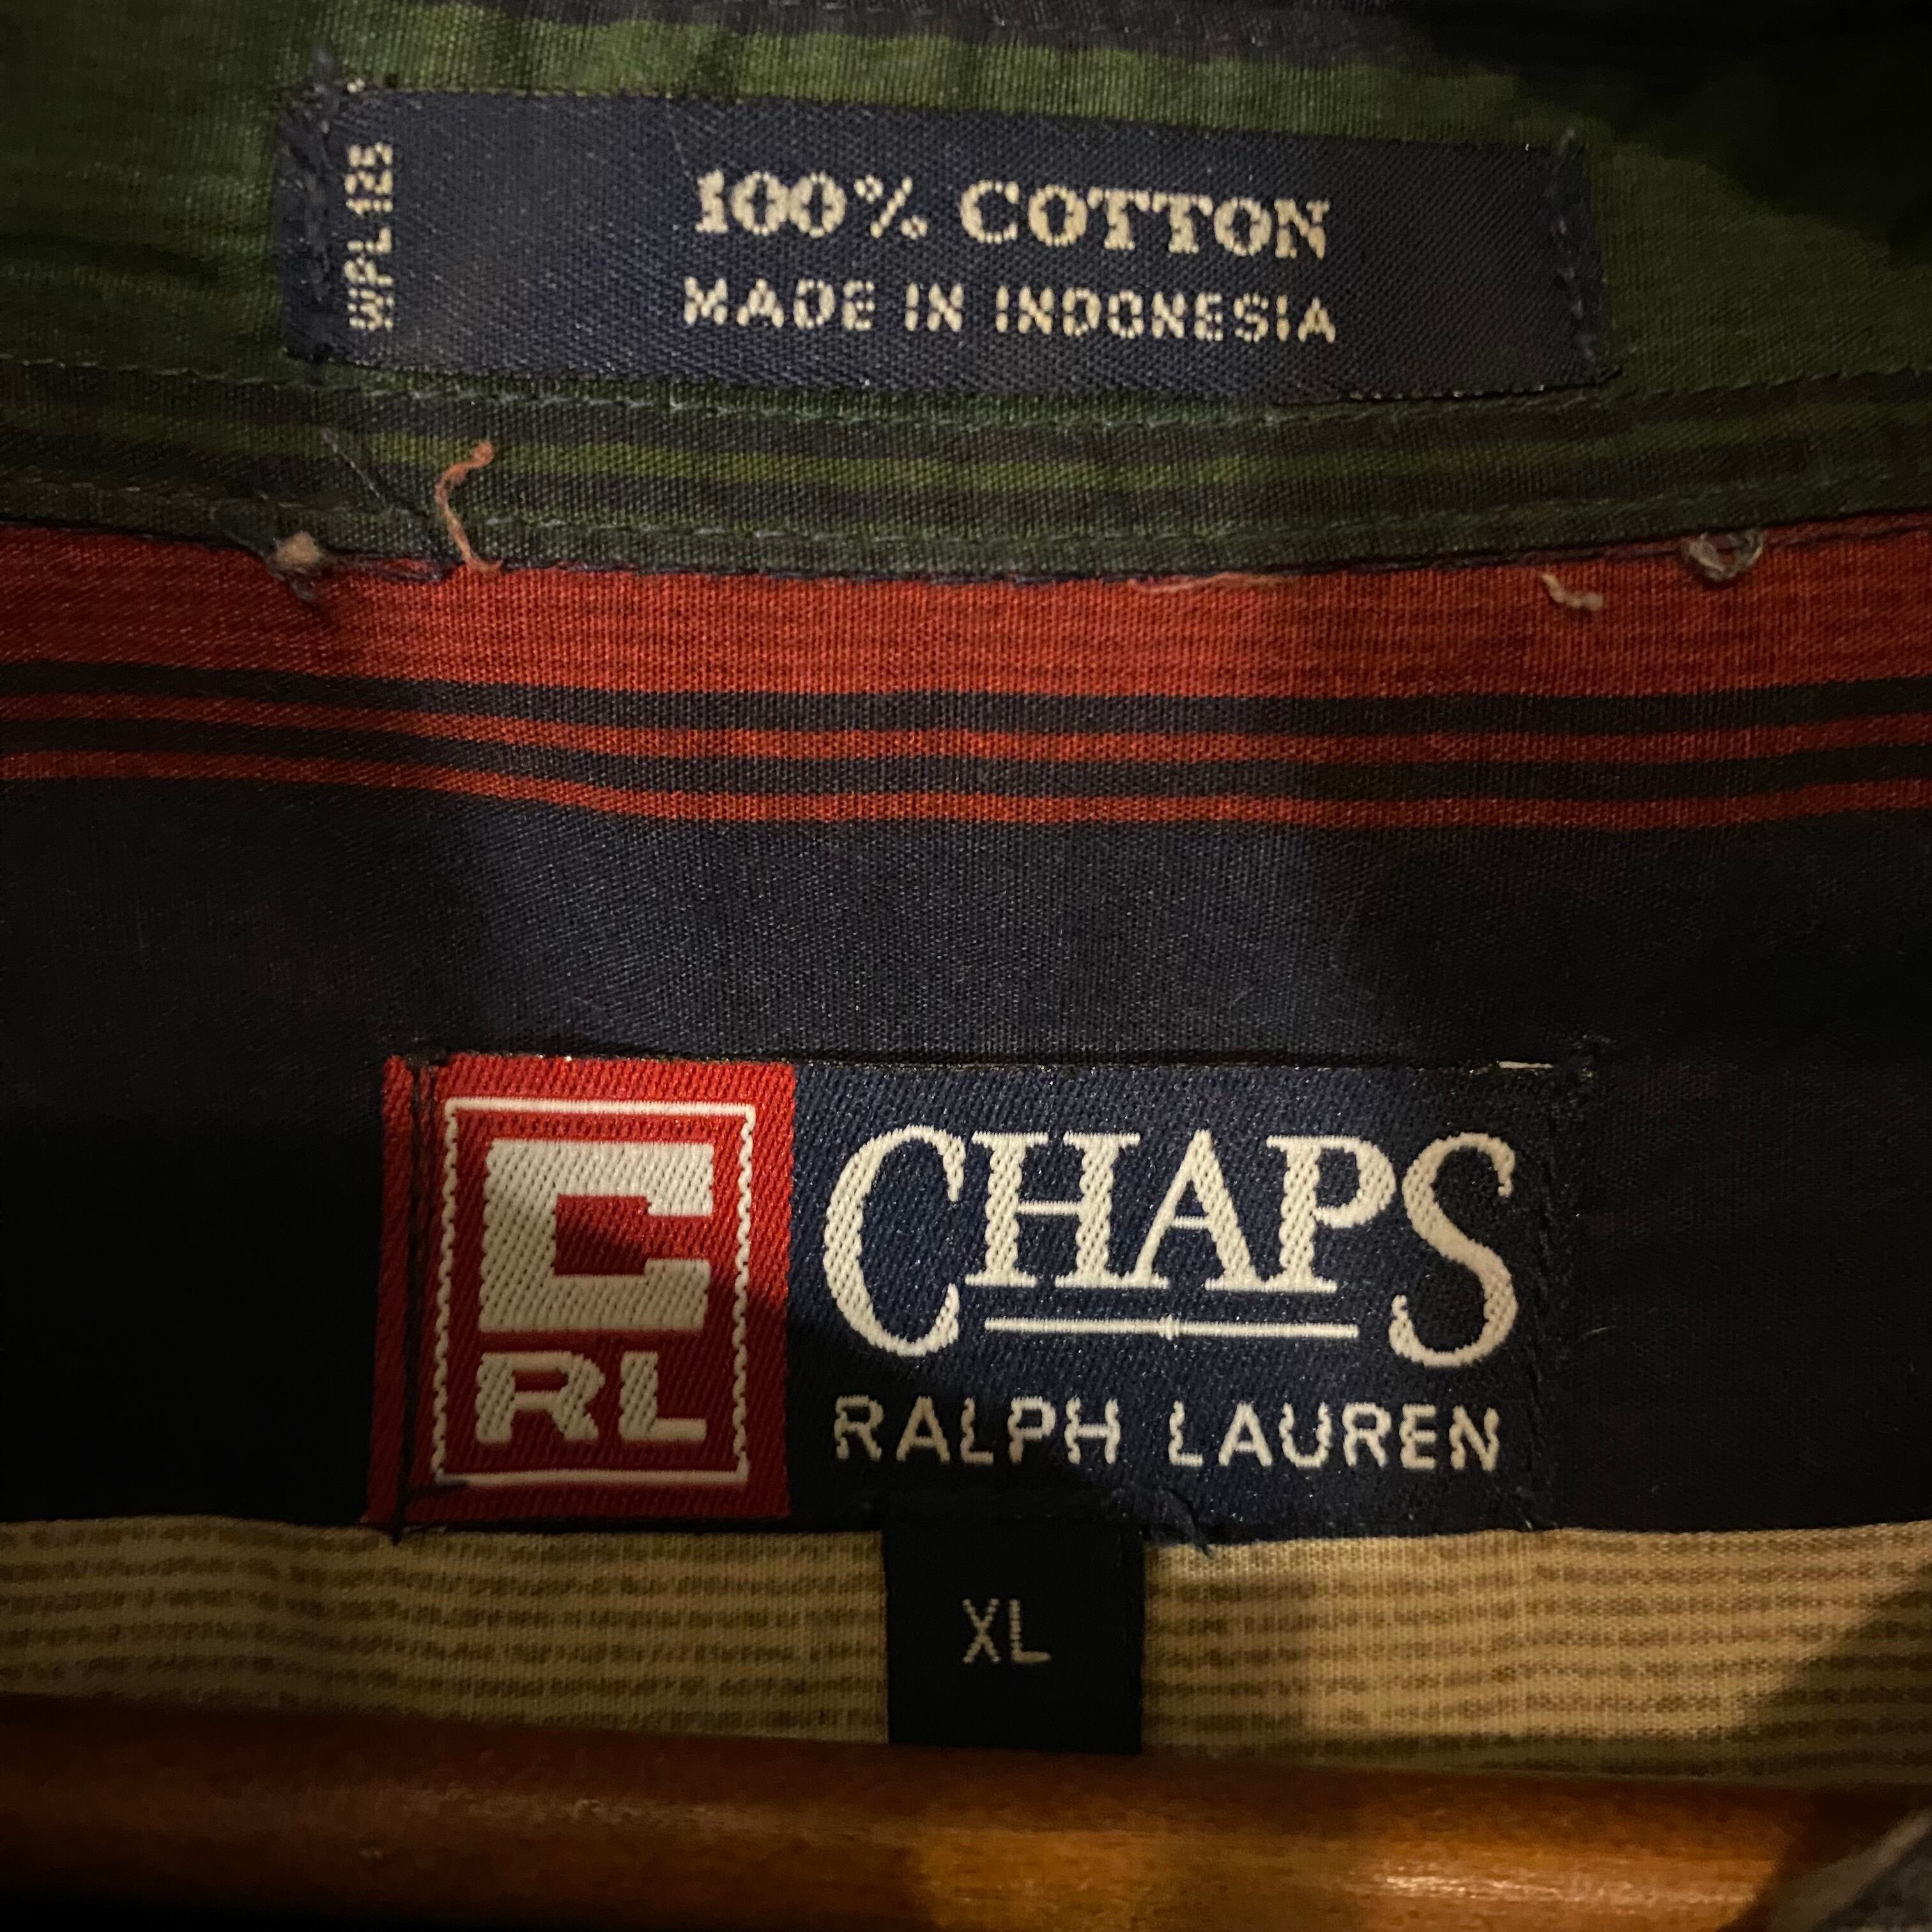 WPL 125
100% COTTON
MADE IN INDONESIA
C
RL
CHAPS
RALPH LAUREN
XL